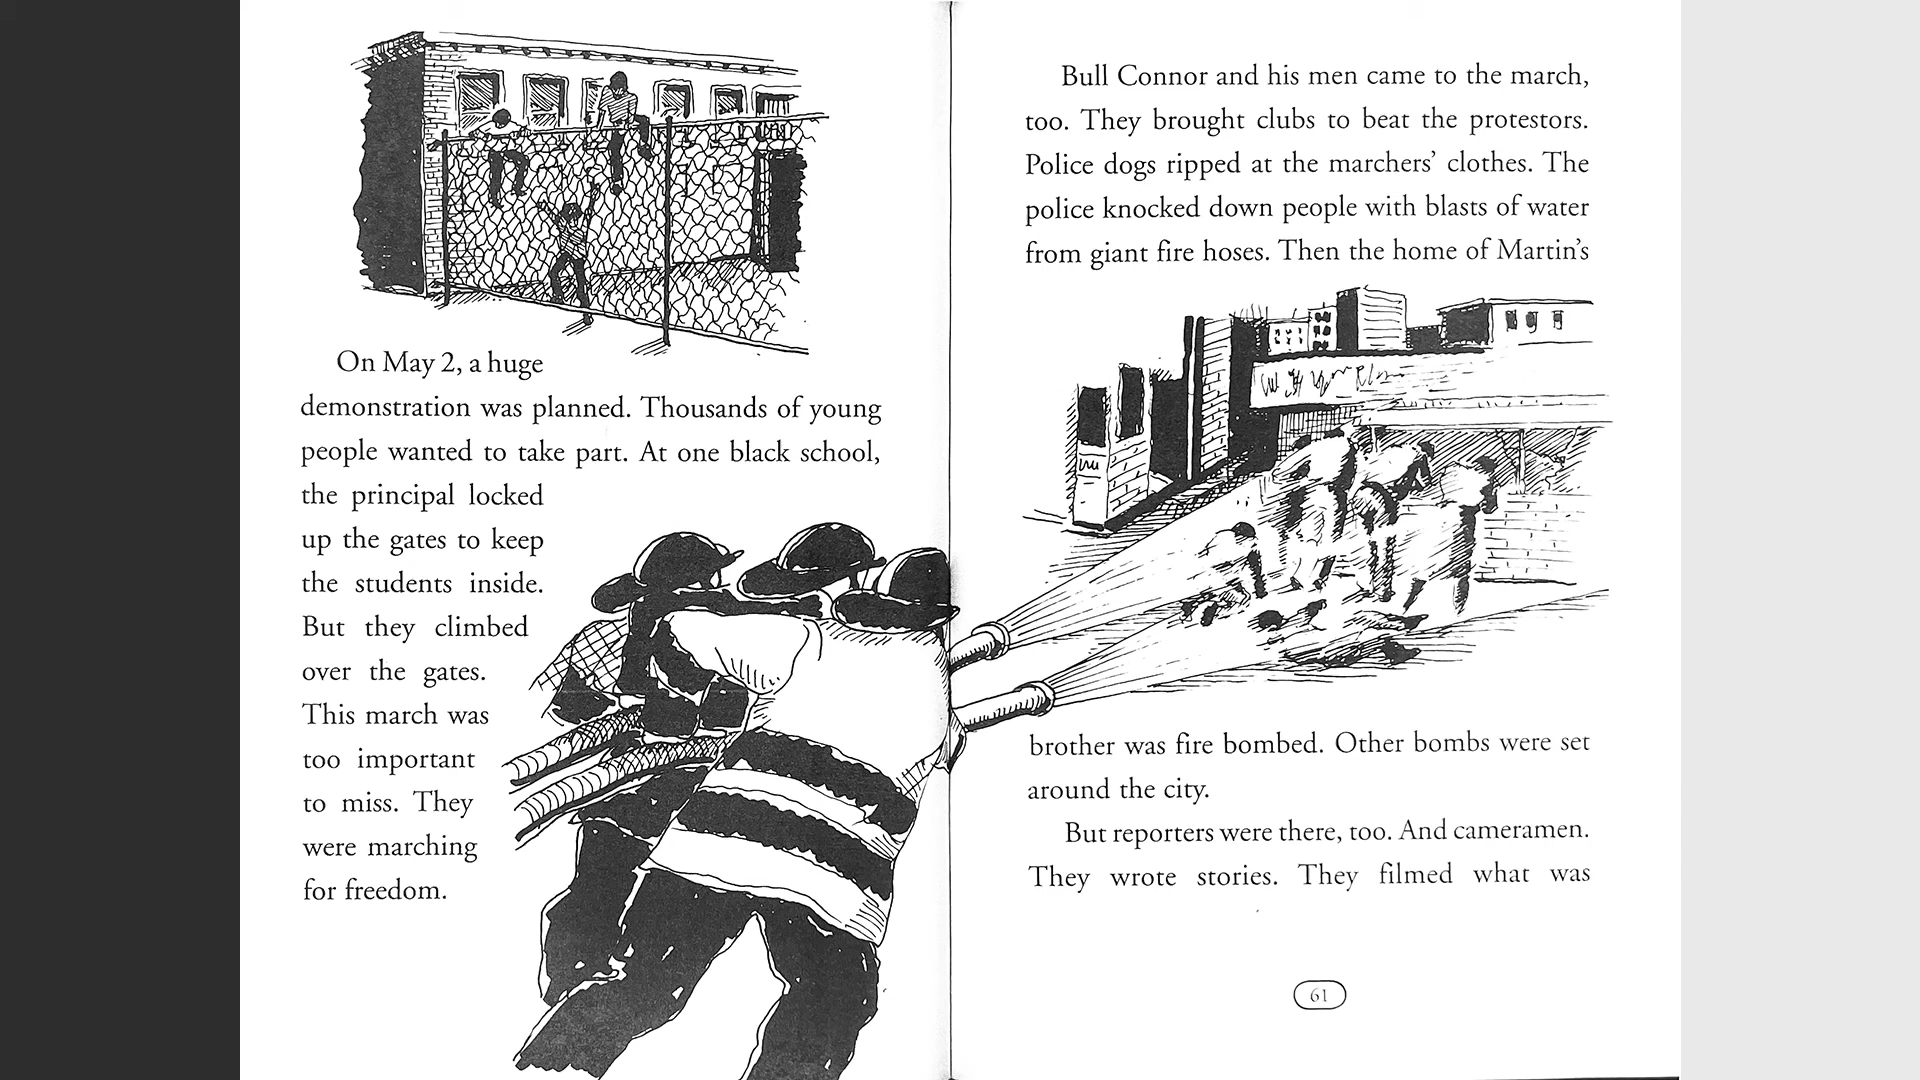 On May 2, a huge
demonstration was planned. Thousands of young
people wanted to take part. At one black school,
the principal locked
up the gates to keep
the students inside.
But they climbed
over the gates.
This march was
too important
to miss. They
were marching
for freedom.
Bull Connor and his men came to the march,
too. They brought clubs to beat the protestors.
Police dogs ripped at the marchers’ clothes. The
police knocked down people with blasts of water
from giant fire hoses. Then the home of Martin’s
brother was fire bombed. Other bombs were set
around the city.
But reporters were there, too. And cameramen.
They wrote stories. They filmed what was
61